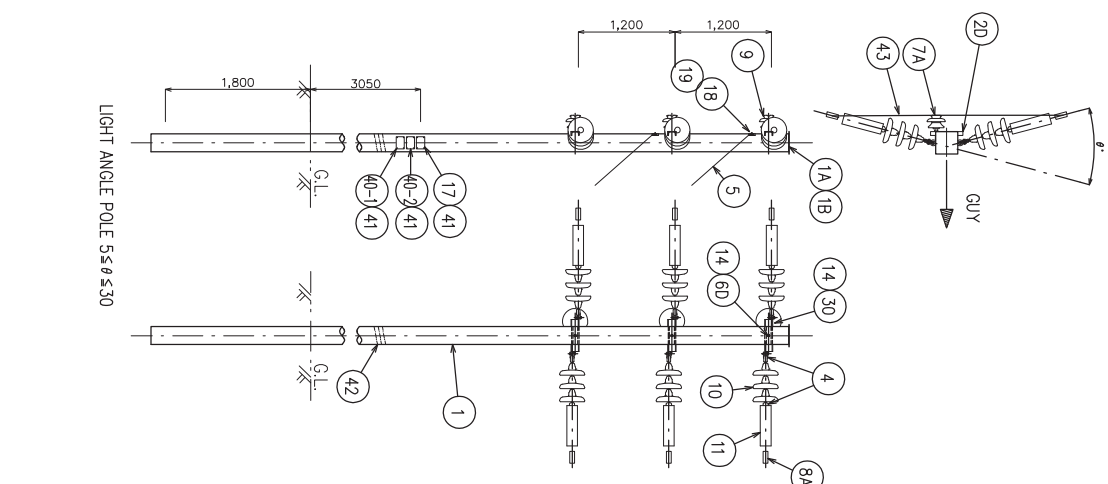 1,200
1,200
1,800
3050
9
19
18
5
1A
1B
G.L.
40-1
41
40-2
41
17
41
43
7A
2D
θ°
GUY
14
6D
14
30
4
10
11
8A
G.L.
42
1
LIGHT ANGLE POLE 5≤θ≤30